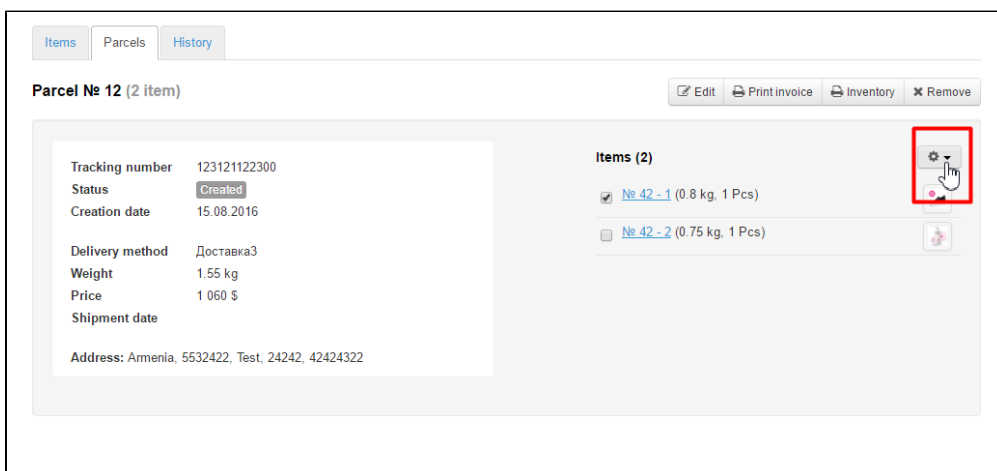 Items Parcels History
Parcel № 12 (2 item)
Edit Print invoice Inventory Remove
Tracking number 123121122300
Status Created
Creation date 15.08.2016
Delivery method Доставка3
Weight 1.55 kg
Price 1 060 $
Shipment date
Address: Armenia, 5532422, Test, 24242, 42424322
Items (2)
№ 42 - 1 (0.8 kg, 1 Pcs)
№ 42 - 2 (0.75 kg, 1 Pcs)